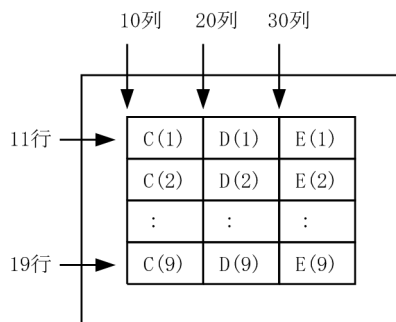 10列 20列 30列
11行 C(1) D(1) E(1)
C(2) D(2) E(2)
: : :
19行 C(9) D(9) E(9)